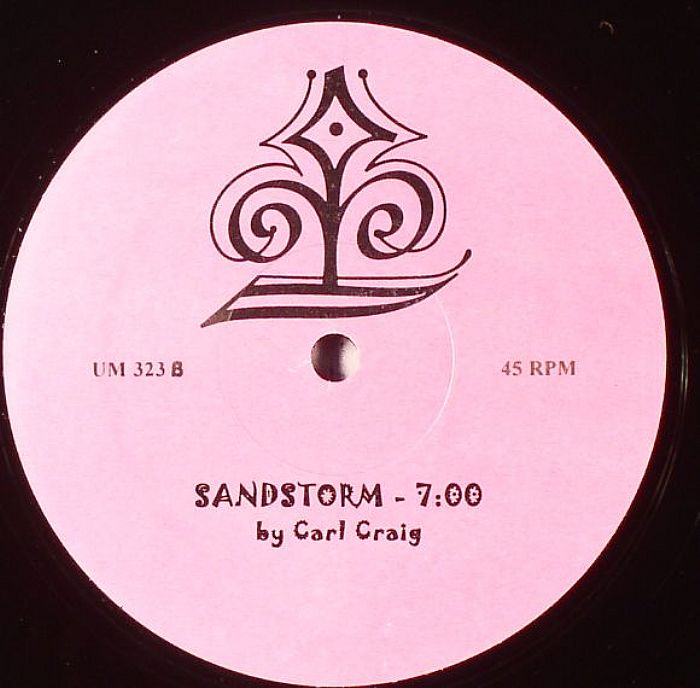 UM 323 B
45 RPM
SANDSTORM - 7:00
by Carl Craig